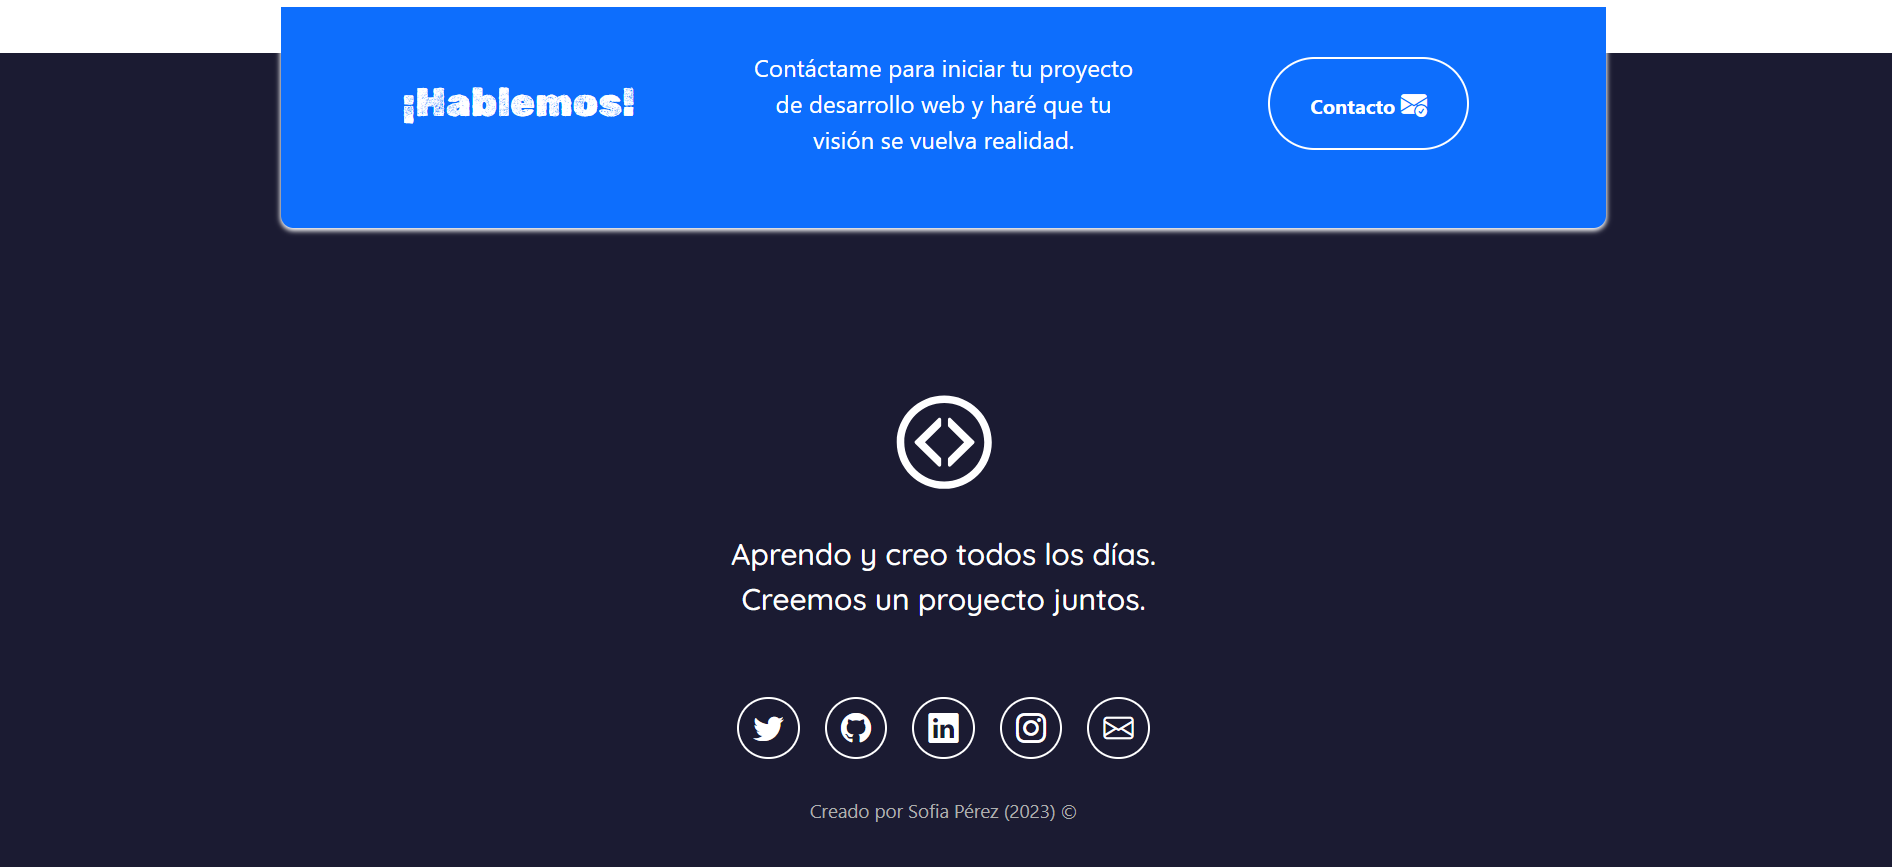 ¡Hablemos!
Contáctame para iniciar tu proyecto
de desarrollo web y haré que tu
visión se vuelva realidad.
Contacto
Aprendo y creo todos los días.
Creemos un proyecto juntos.
Creado por Sofia Pérez (2023) ©